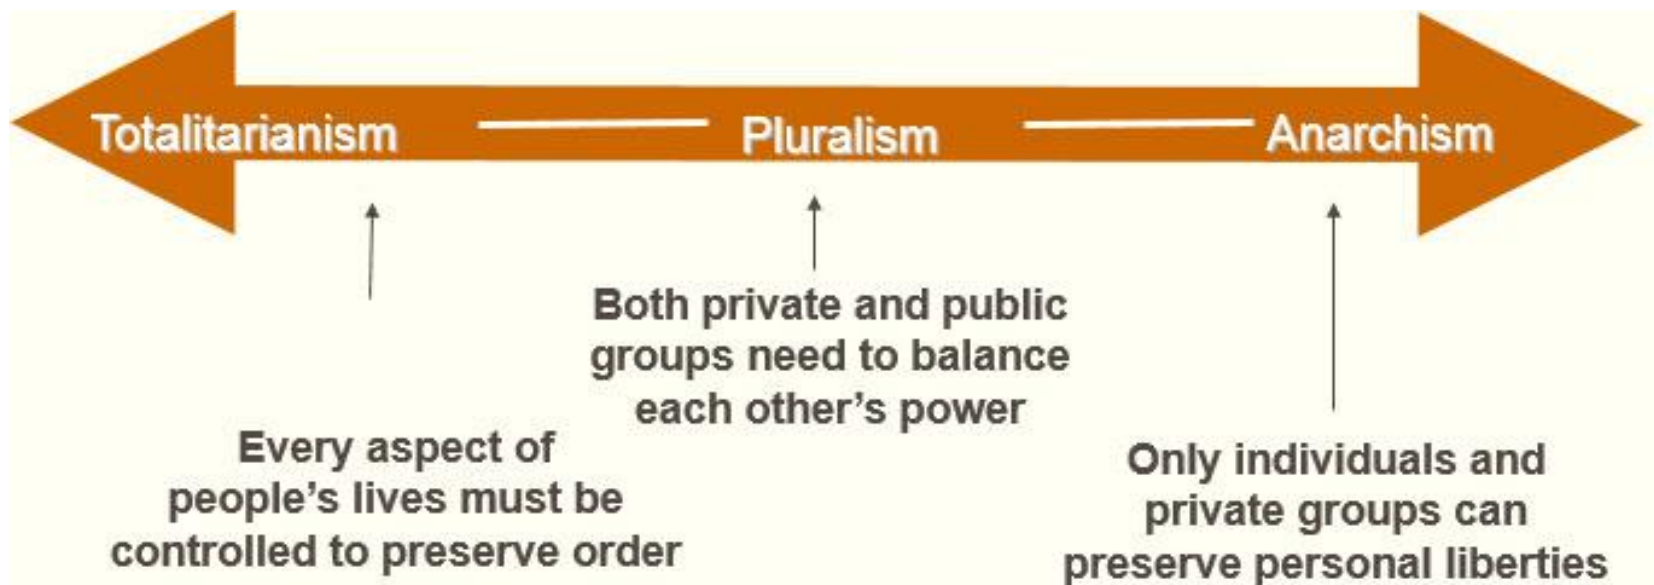 Totalitarianism
Pluralism
Anarchism
Every aspect of
people's lives must be
controlled to preserve order
Both private and public
groups need to balance
each other's power
Only individuals and
private groups can
preserve personal liberties